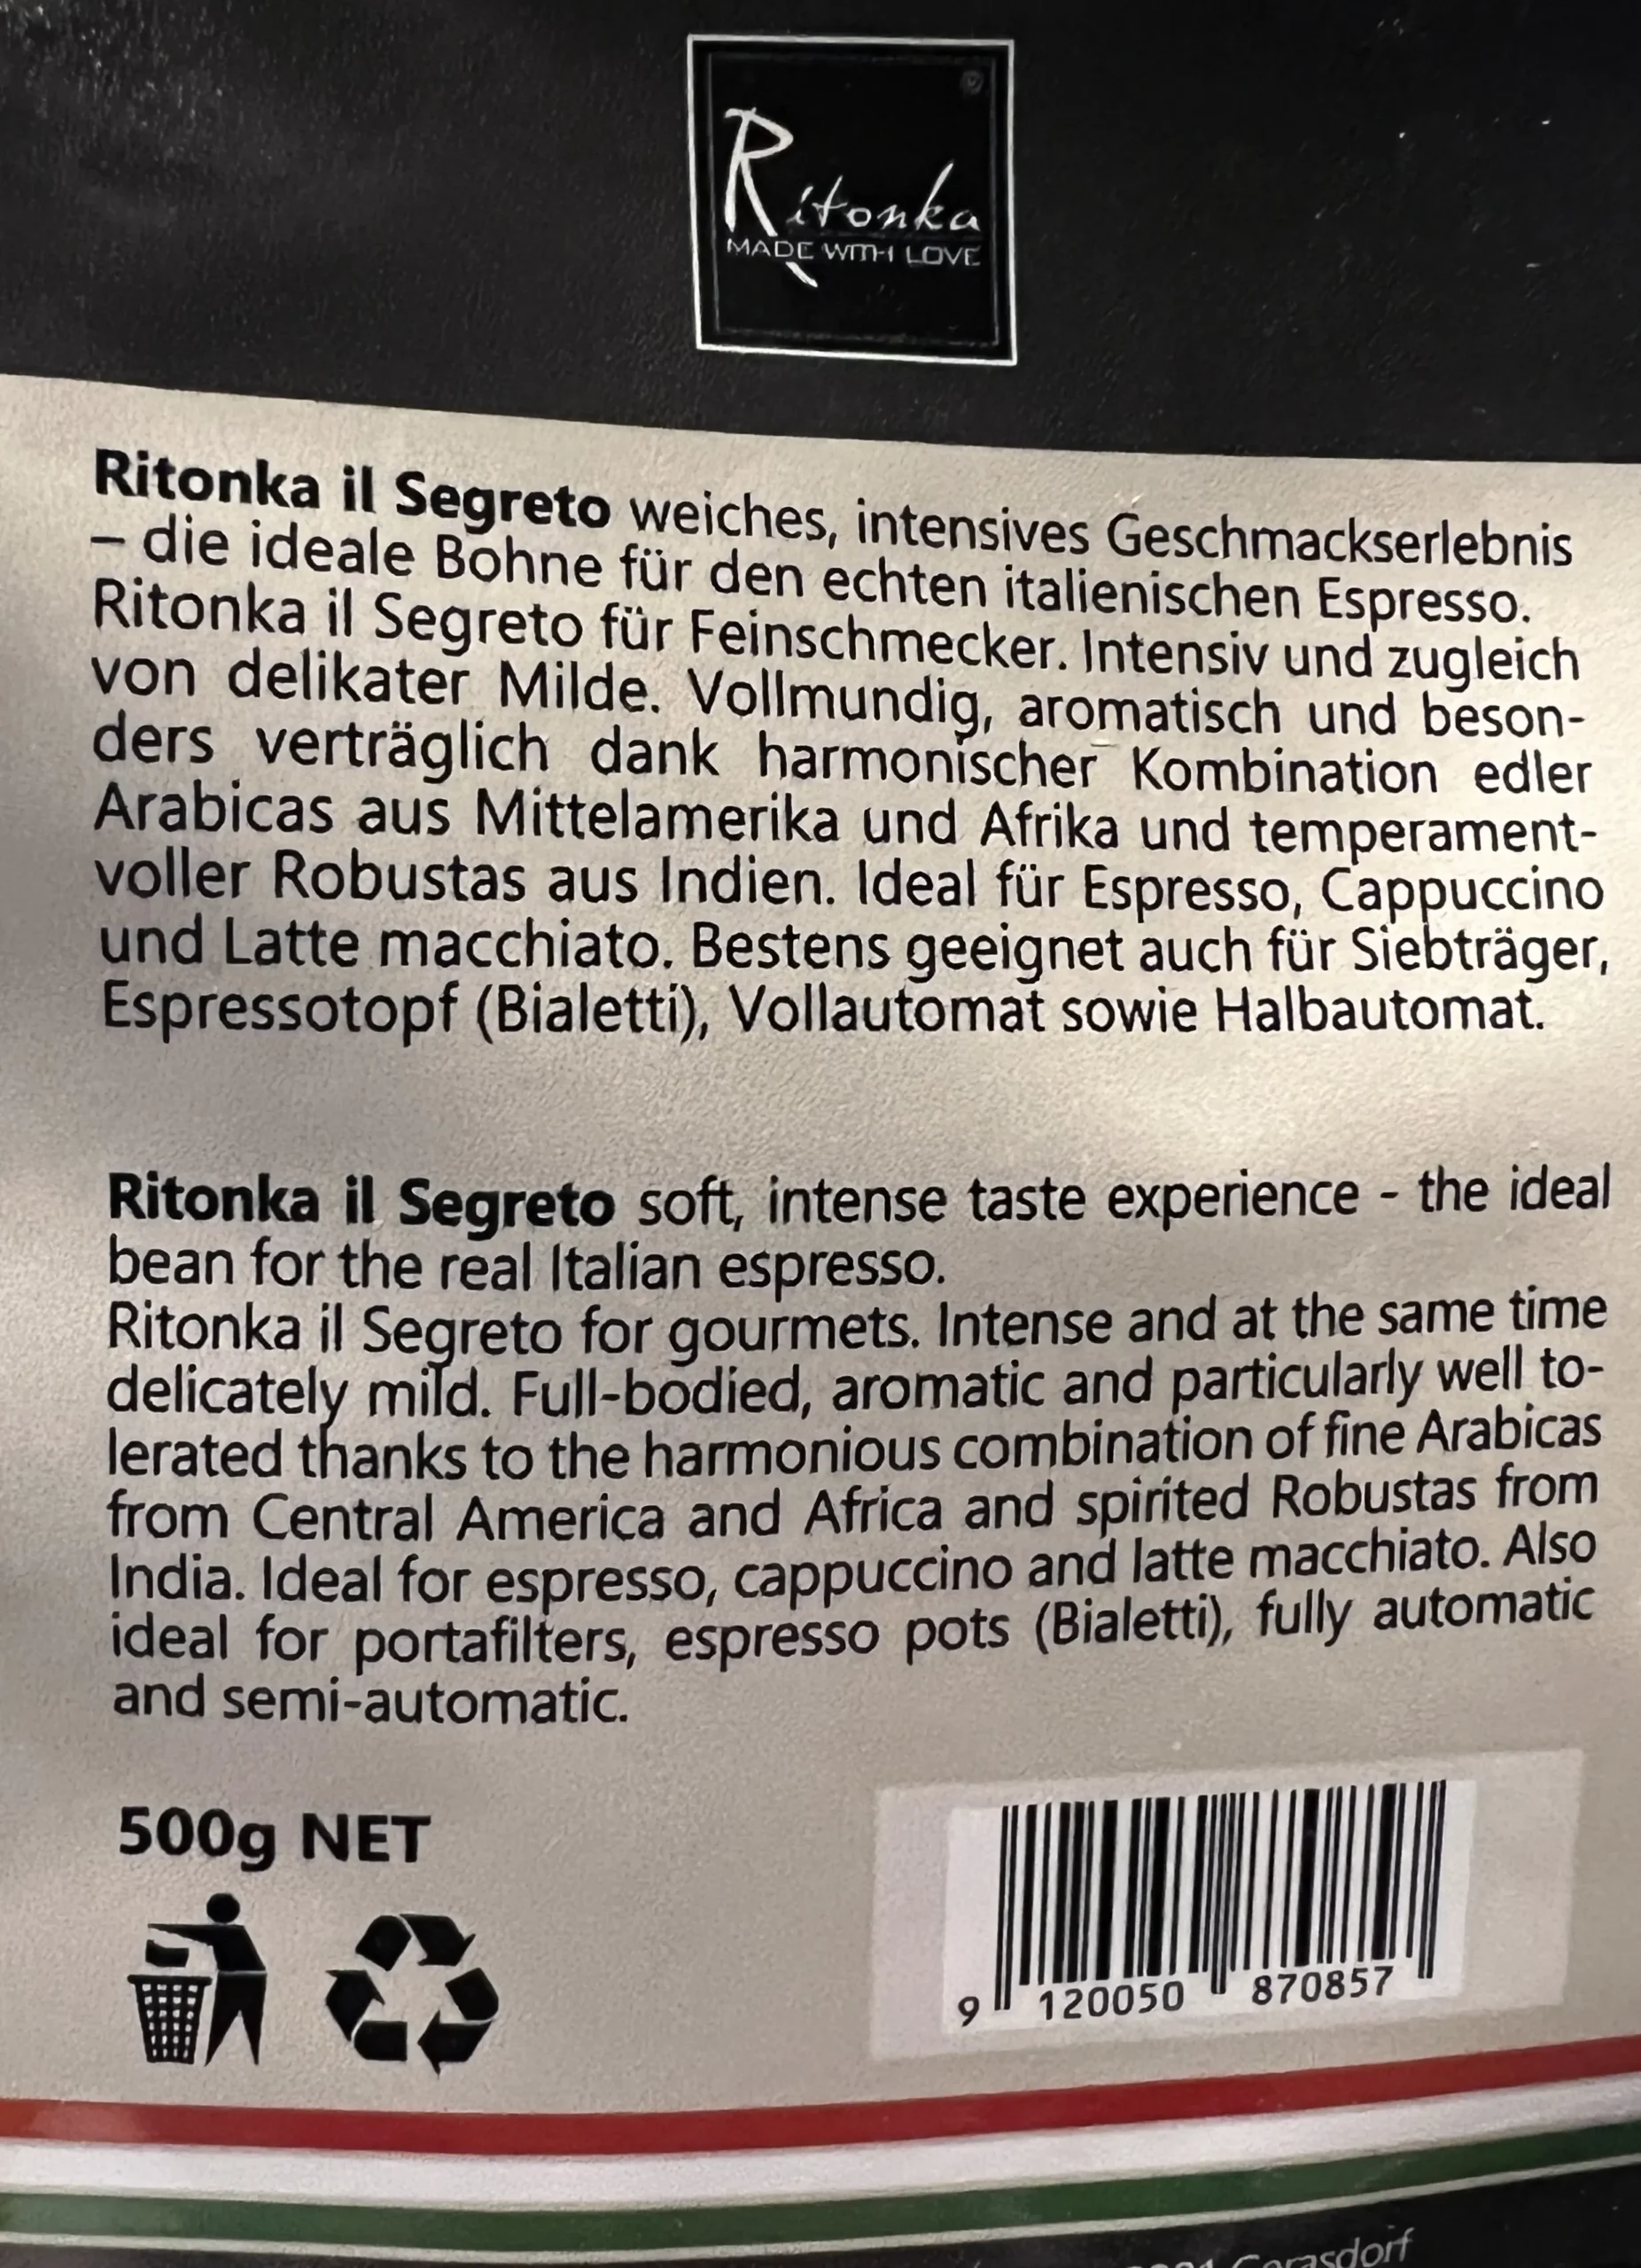 Ritonka
MADE WITH LOVE
Ritonka il Segreto weiches, intensives Geschmackserlebnis
– die ideale Bohne für den echten italienischen Espresso.
Ritonka il Segreto für Feinschmecker. Intensiv und zugleich
von delikater Milde. Vollmundig, aromatisch und beson-
ders verträglich dank harmonischer Kombination edler
Arabicas aus Mittelamerika und Afrika und temperament-
voller Robustas aus Indien. Ideal für Espresso, Cappuccino
und Latte macchiato. Bestens geeignet auch für Siebträger,
Espressotopf (Bialetti), Vollautomat sowie Halbautomat.
Ritonka il Segreto soft, intense taste experience - the ideal
bean for the real Italian espresso.
Ritonka il Segreto for gourmets. Intense and at the same time
delicately mild. Full-bodied, aromatic and particularly well to-
lerated thanks to the harmonious combination of fine Arabicas
from Central America and Africa and spirited Robustas from
India. Ideal for espresso, cappuccino and latte macchiato. Also
ideal for portafilters, espresso pots (Bialetti), fully automatic
and semi-automatic.
500g NET
9 120050 870857
Gerasdorf